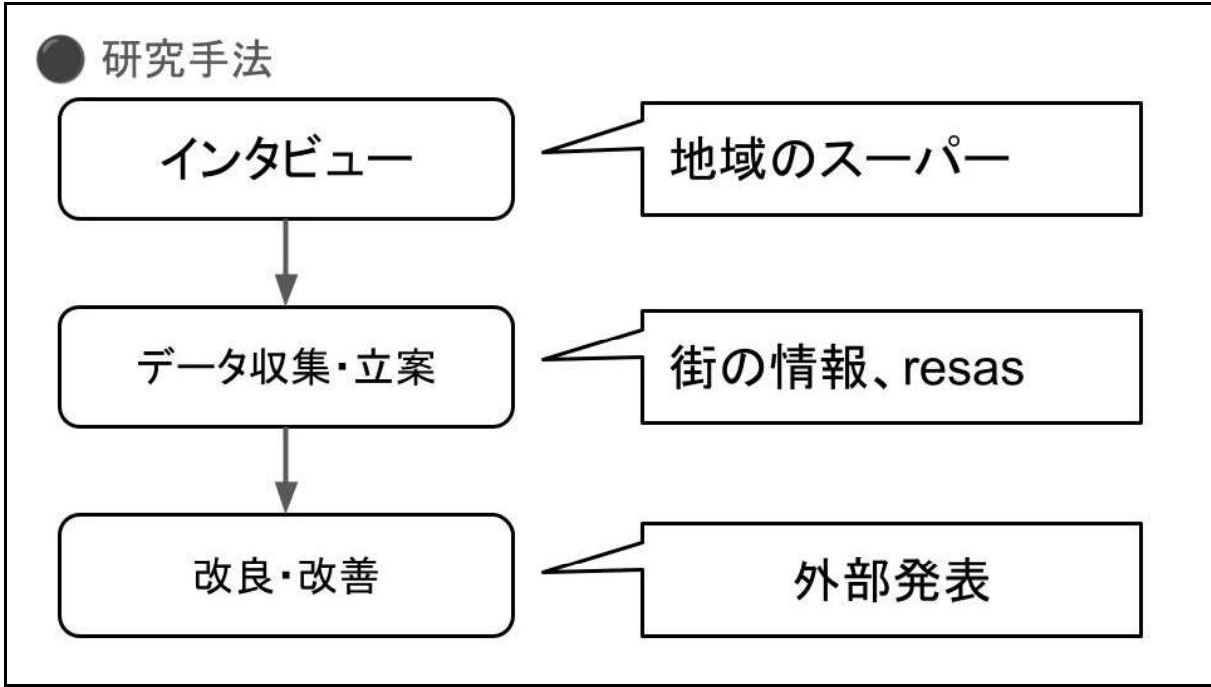 ● 研究手法
インタビュー
地域のスーパー
データ収集・立案
街の情報、resas
改良・改善
外部発表